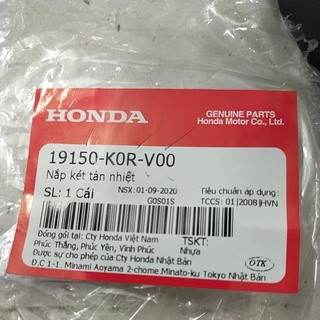 HONDA
GENUINE PARTS
Honda Motor Co., Ltd.
19150-K0R-V00
Nắp két tản nhiệt
SL: 1 Cái
NSX: 01-09-2020
Tiêu chuẩn áp dụng:
G0S01S
TCCS: 01|2008|HVN
Đóng gói tại: Cty Honda Việt Nam
TSKT:
Phúc Thắng, Phúc Yên, Vĩnh Phúc
Nhựa
Được sự cho phép của Cty Honda Nhật Bản
Đ.C 1-1. Minami Aoyama 2-chome.Minato-ku Tokyo Nhật Bản
OTK